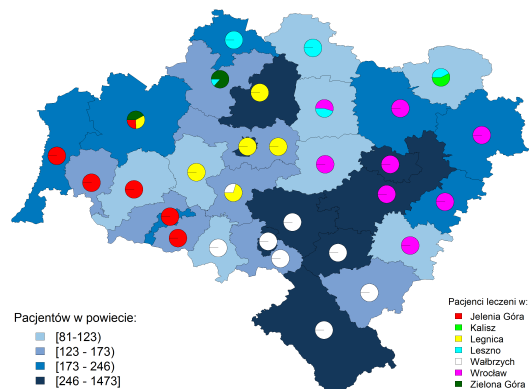 Pacjentów w powiecie:
[81-123)
[123 - 173)
[173 - 246)
[246 - 1473]
Pacjenci leczeni w:
Jelenia Góra
Kalisz
Legnica
Leszno
Wałbrzych
Wrocław
Zielona Góra